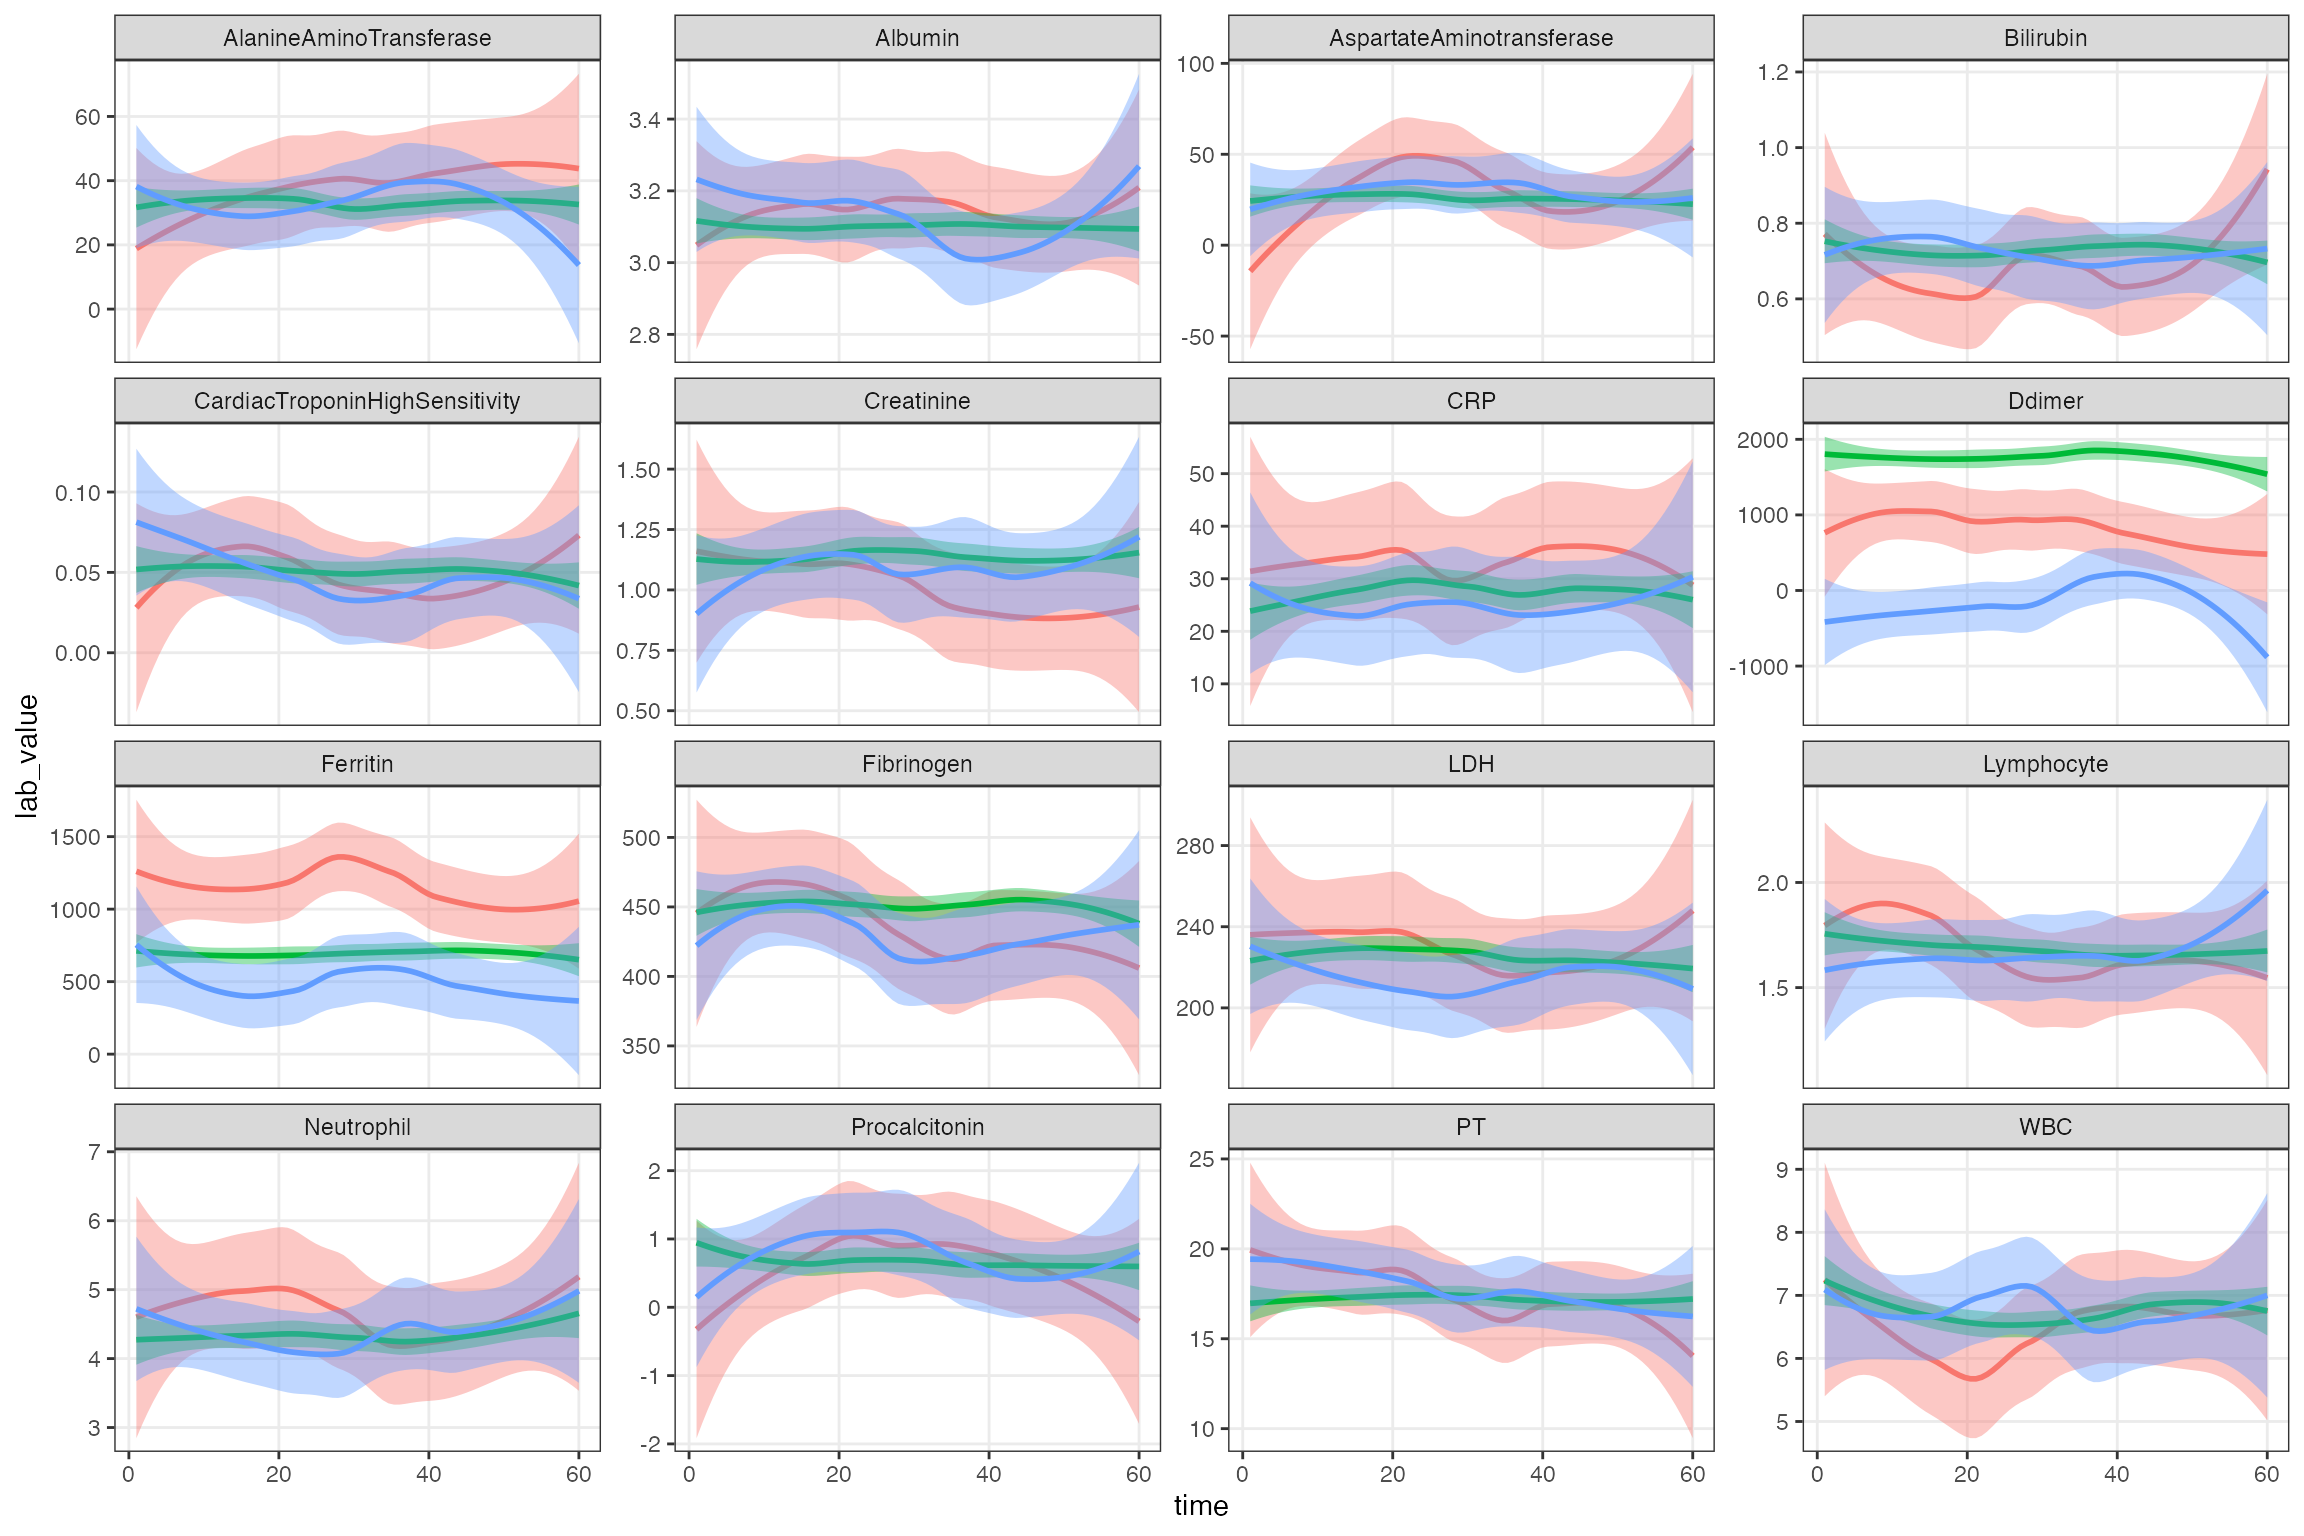 AlanineAminoTransferase
Albumin
AspartateAminotransferase
Bilirubin
60
40
20
0
3.4
3.2
3.0
2.8
100
50
0
-50
1.2
1.0
0.8
0.6
CardiacTroponinHighSensitivity
Creatinine
CRP
Ddimer
0.10
0.05
0.00
1.50
1.25
1.00
0.75
0.50
50
40
30
20
10
2000
1000
0
-1000
lab_value
Ferritin
Fibrinogen
LDH
Lymphocyte
1500
1000
500
0
500
450
400
350
280
240
200
2.0
1.5
Neutrophil
Procalcitonin
PT
WBC
7
6
5
4
3
2
1
0
-1
-2
25
20
15
10
9
8
7
6
5
0 20 40 60
0 20 40 60
0 20 40 60
0 20 40 60
time